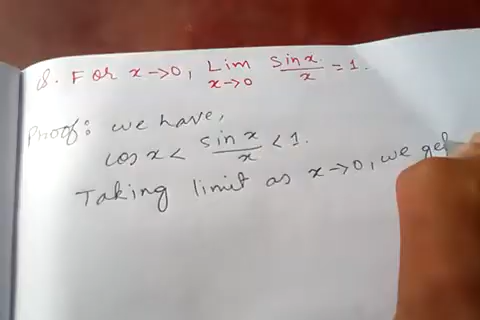 8. For x→0, Lim x→0 sin x/x = 1.
Proof: we have,
cos x < sin x/x < 1.
Taking limit as x→0, we get